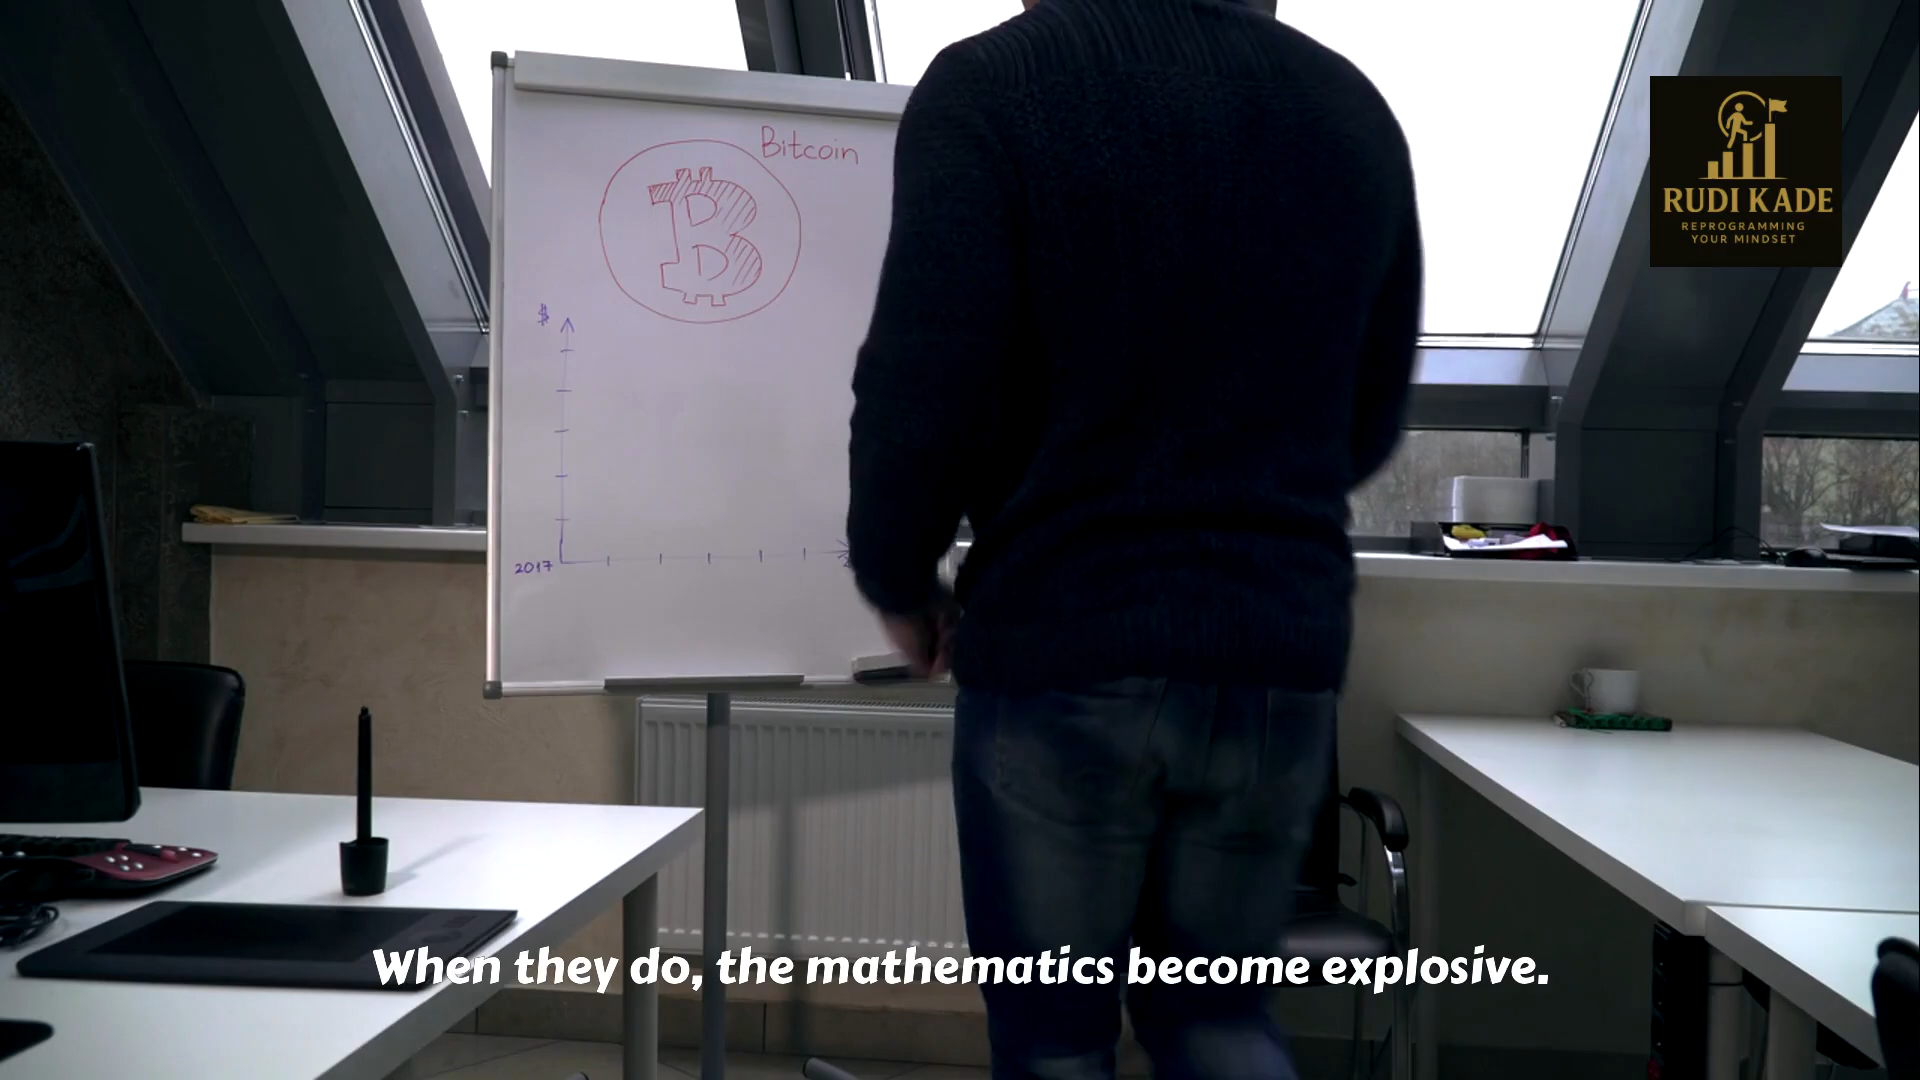 Bitcoin
$
2017
RUDI KADE
REPROGRAMMING
YOUR MINDSET
When they do, the mathematics become explosive.